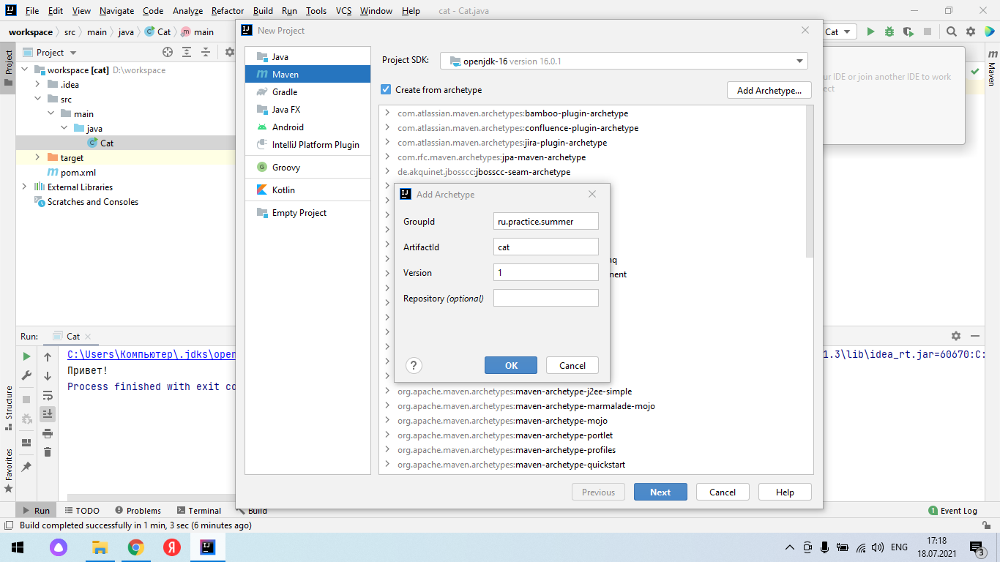 File Edit View Navigate Code Analyze Refactor Build Run Tools VCS Window Help cat - Cat.java
workspace src main java Cat main
Cat
New Project
Project
Project
workspace [cat] D:\workspace
.idea
src
main
java
Cat
target
pom.xml
External Libraries
Scratches and Consoles
Java
Maven
Gradle
Java FX
Android
IntelliJ Platform Plugin
Groovy
Kotlin
Empty Project
Project SDK: openjdk-16 version 16.0.1
Create from archetype
Add Archetype...
com.atlassian.maven.archetypes:bamboo-plugin-archetype
com.atlassian.maven.archetypes:confluence-plugin-archetype
com.atlassian.maven.archetypes:jira-plugin-archetype
com.rfc.maven.archetypes:jpa-maven-archetype
de.akquinet.jbosscc:jbosscc-seam-archetype
Add Archetype
GroupId ru.practice.summer
ArtifactId cat
Version 1
Repository (optional)
? OK Cancel
org.apache.maven.archetypes:maven-archetype-j2ee-simple
org.apache.maven.archetypes:maven-archetype-marmalade-mojo
org.apache.maven.archetypes:maven-archetype-mojo
org.apache.maven.archetypes:maven-archetype-portlet
org.apache.maven.archetypes:maven-archetype-profiles
org.apache.maven.archetypes:maven-archetype-quickstart
Previous Next Cancel Help
ur IDE or join another IDE to work
ect
Maven
Run: Cat
C:\Users\Компьютер\.jdks\open
1.3\lib\idea_rt.jar=60670:C:
Привет!
Process finished with exit co
Structure
Favorites
Run TODO Problems Terminal Build
1 Event Log
Build completed successfully in 1 min, 3 sec (6 minutes ago)
Я
ENG
17:18
18.07.2021
3